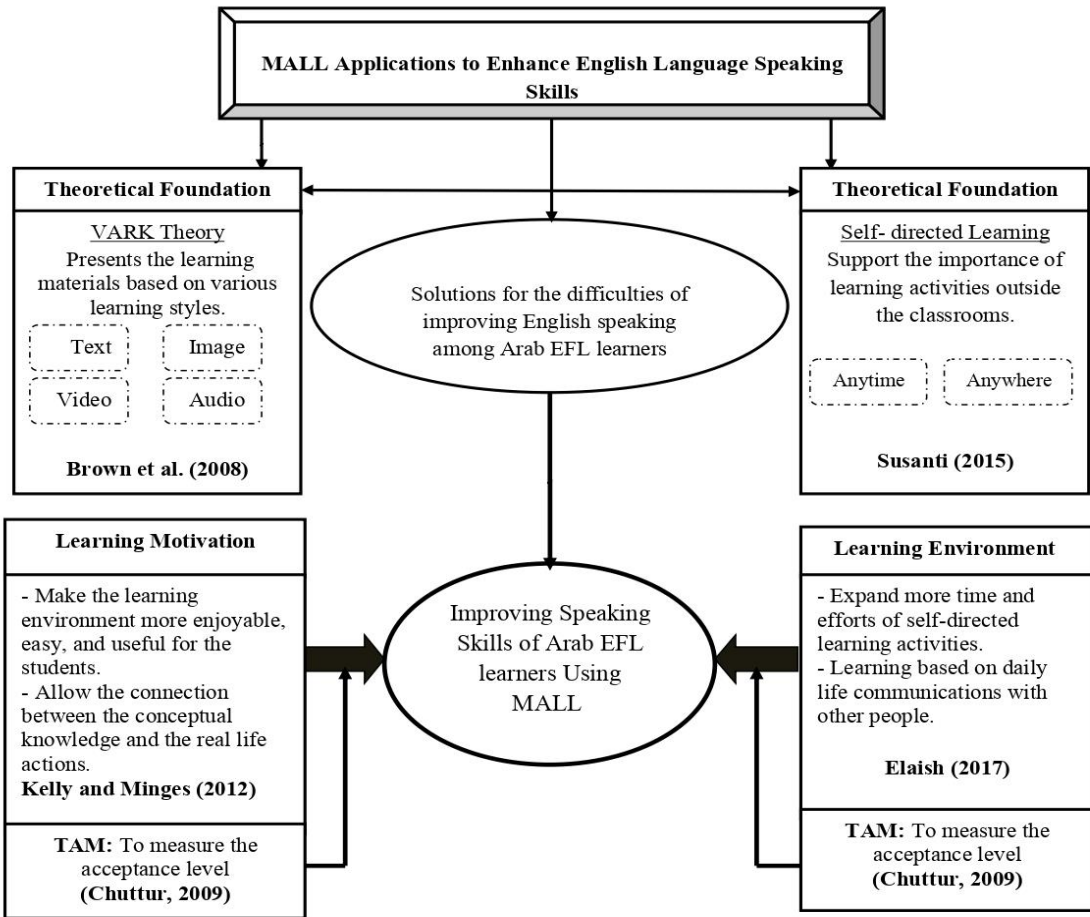 MALL Applications to Enhance English Language Speaking
Skills
Theoretical Foundation
VARK Theory
Presents the learning
materials based on various
learning styles.
Text
Image
Video
Audio
Brown et al. (2008)
Solutions for the difficulties of
improving English speaking
among Arab EFL learners
Theoretical Foundation
Self- directed Learning
Support the importance of
learning activities outside
the classrooms.
Anytime
Anywhere
Susanti (2015)
Learning Motivation
- Make the learning
environment more enjoyable,
easy, and useful for the
students.
- Allow the connection
between the conceptual
knowledge and the real life
actions.
Kelly and Minges (2012)
TAM: To measure the
acceptance level
(Chuttur, 2009)
Improving Speaking
Skills of Arab EFL
learners Using
MALL
Learning Environment
- Expand more time and
efforts of self-directed
learning activities.
- Learning based on daily
life communications with
other people.
Elaish (2017)
TAM: To measure the
acceptance level
(Chuttur, 2009)